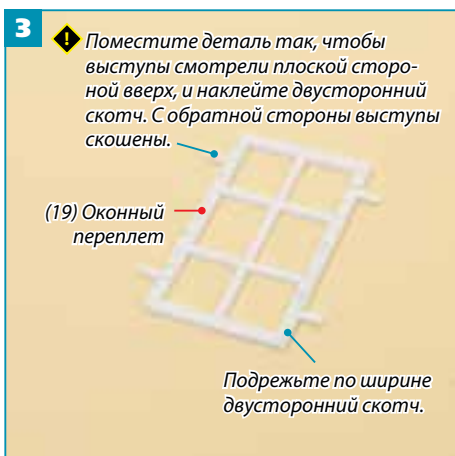 3
Поместите деталь так, чтобы
выступы смотрели плоской сторо-
ной вверх, и наклейте двусторонний
скотч. С обратной стороны выступы
скошены.
(19) Оконный
переплет
Подрежьте по ширине
двусторонний скотч.